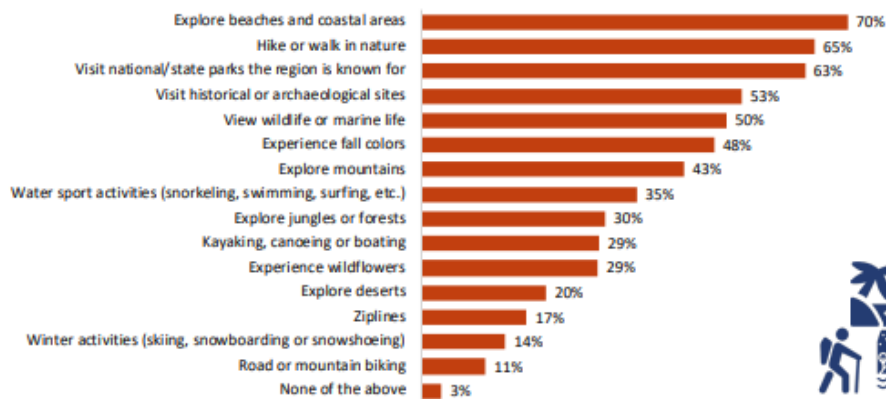 Explore beaches and coastal areas 70%
Hike or walk in nature 65%
Visit national/state parks the region is known for 63%
Visit historical or archaeological sites 53%
View wildlife or marine life 50%
Experience fall colors 48%
Explore mountains 43%
Water sport activities (snorkeling, swimming, surfing, etc.) 35%
Explore jungles or forests 30%
Kayaking, canoeing or boating 29%
Experience wildflowers 29%
Explore deserts 20%
Ziplines 17%
Winter activities (skiing, snowboarding or snowshoeing) 14%
Road or mountain biking 11%
None of the above 3%